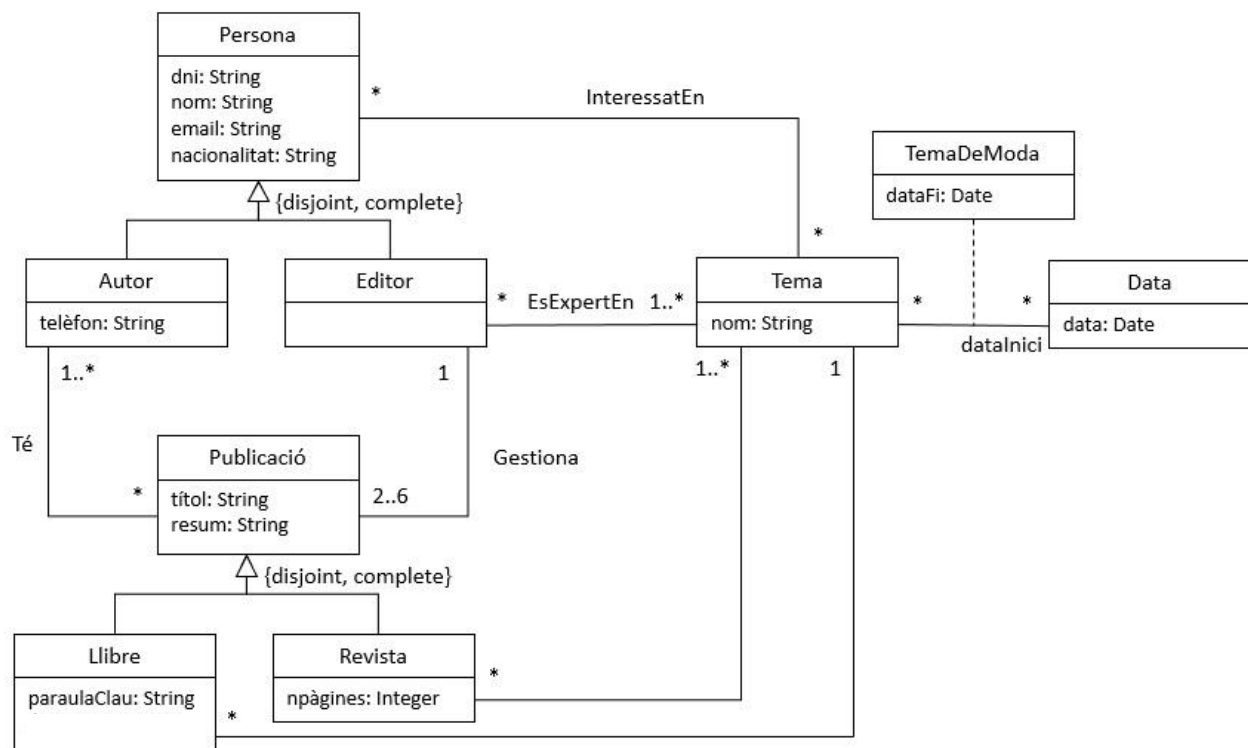 Persona
dni: String
nom: String
email: String
nacionalitat: String
*
InteressatEn
*
{disjoint, complete}
TemaDeModa
dataFi: Date
Autor
telèfon: String
Editor
*
EsExpertEn
1..*
Tema
nom: String
*
*
dataInici
Data
data: Date
1..*
1
1..*
1
Té
*
Publicació
títol: String
resum: String
2..6
Gestiona
{disjoint, complete}
Llibre
paraulaClau: String
*
Revista
npàgines: Integer
*